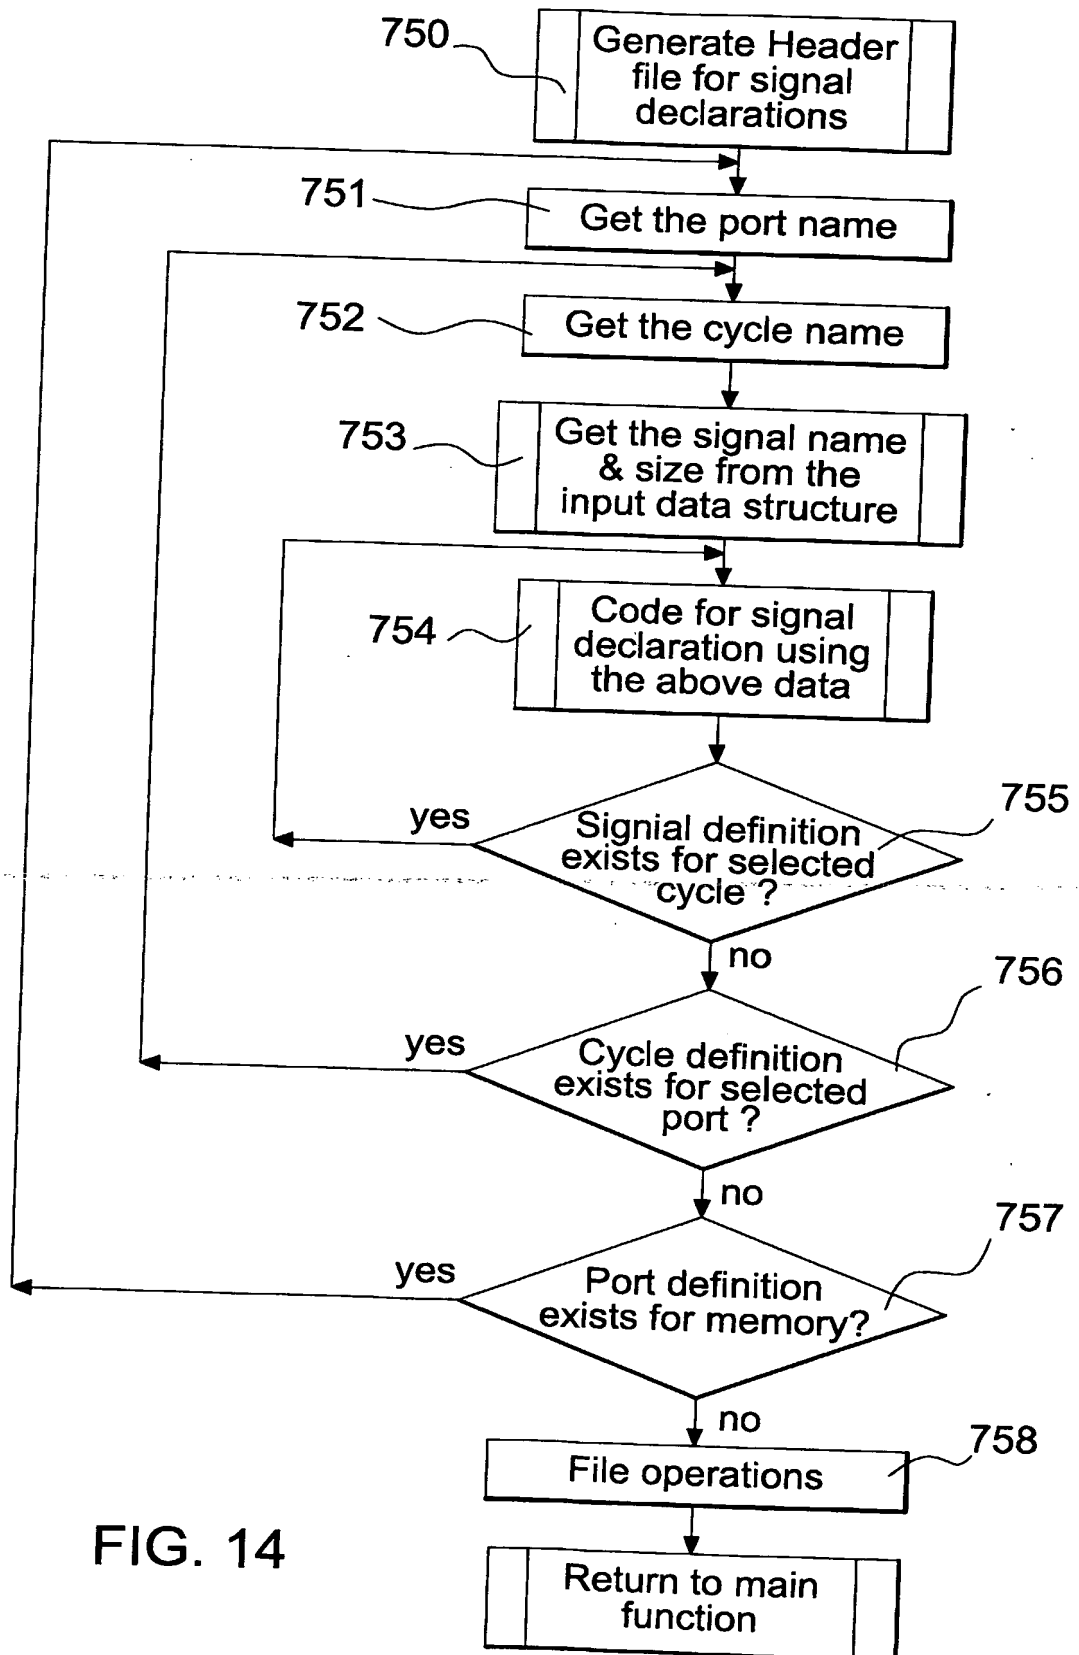 750
Generate Header
file for signal
declarations
751
Get the port name
752
Get the cycle name
753
Get the signal name
& size from the
input data structure
754
Code for signal
declaration using
the above data
755
yes
Signial definition
exists for selected
cycle ?
no
756
yes
Cycle definition
exists for selected
port ?
no
757
yes
Port definition
exists for memory?
no
758
File operations
FIG. 14
Return to main
function